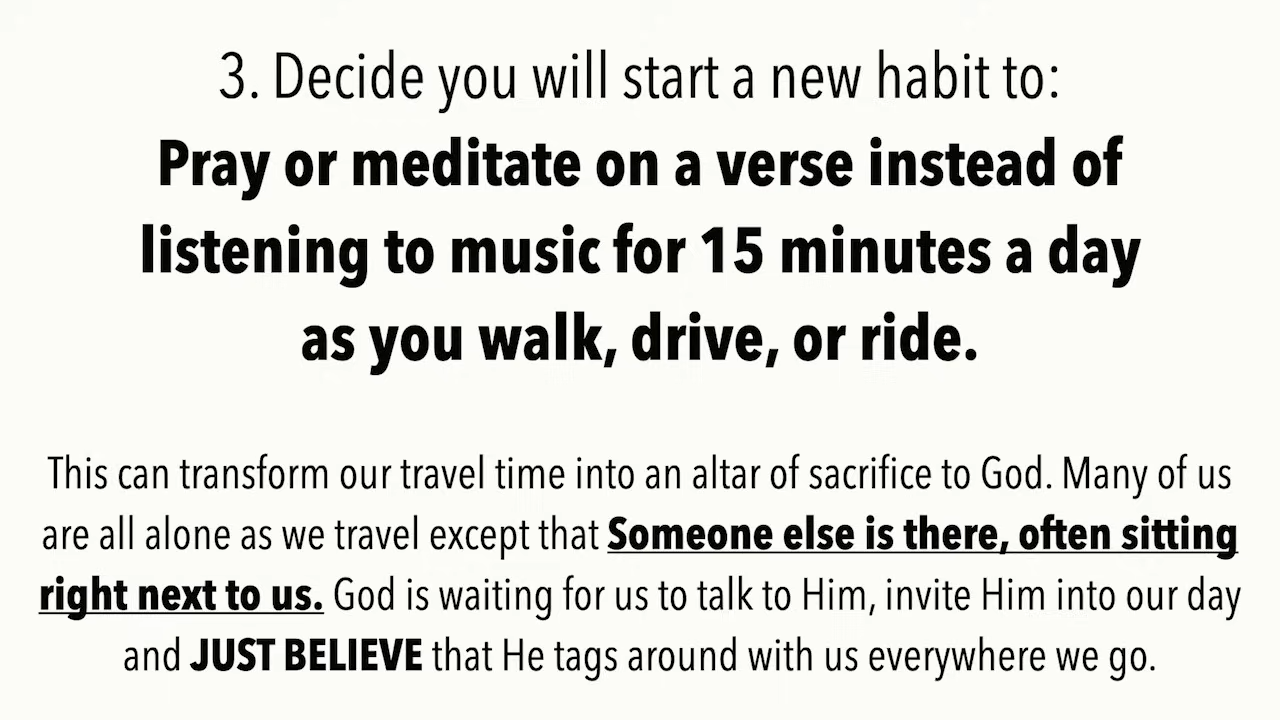 3. Decide you will start a new habit to:
Pray or meditate on a verse instead of
listening to music for 15 minutes a day
as you walk, drive, or ride.
This can transform our travel time into an altar of sacrifice to God. Many of us
are all alone as we travel except that Someone else is there, often sitting
right next to us. God is waiting for us to talk to Him, invite Him into our day
and JUST BELIEVE that He tags around with us everywhere we go.